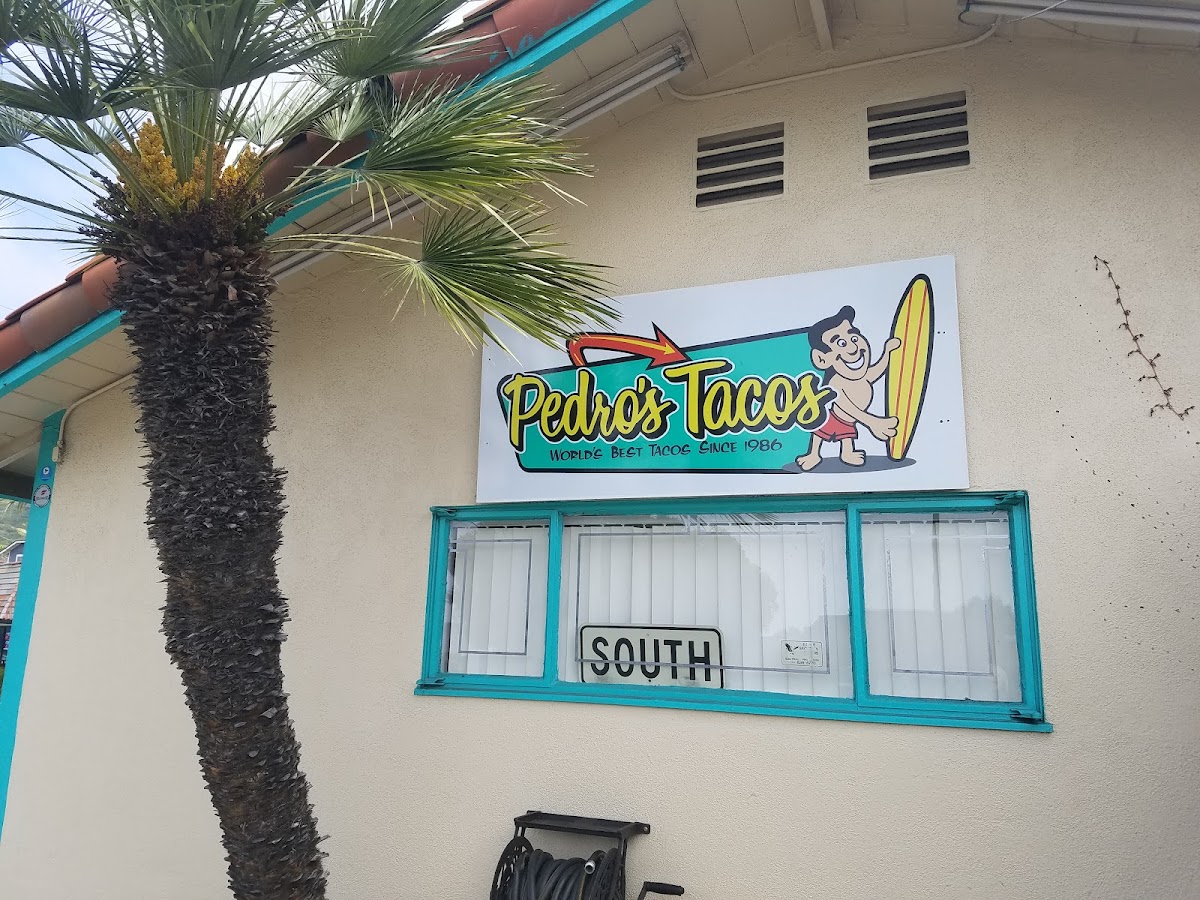 Pedro's Tacos
World's Best Tacos Since 1986
SOUTH